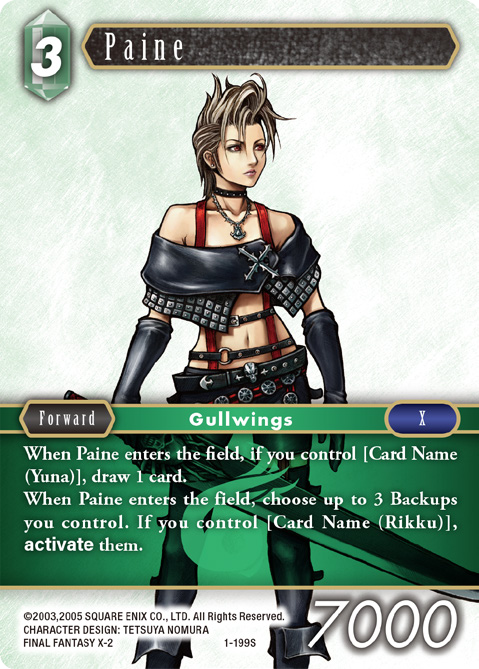 3
Paine
Forward
Gullwings
X
When Paine enters the field, if you control [Card Name
(Yuna)], draw 1 card.
When Paine enters the field, choose up to 3 Backups
you control. If you control [Card Name (Rikku)],
activate them.
©2003,2005 SQUARE ENIX CO., LTD. All Rights Reserved.
CHARACTER DESIGN: TETSUYA NOMURA
FINAL FANTASY X-2
1-199S
7000